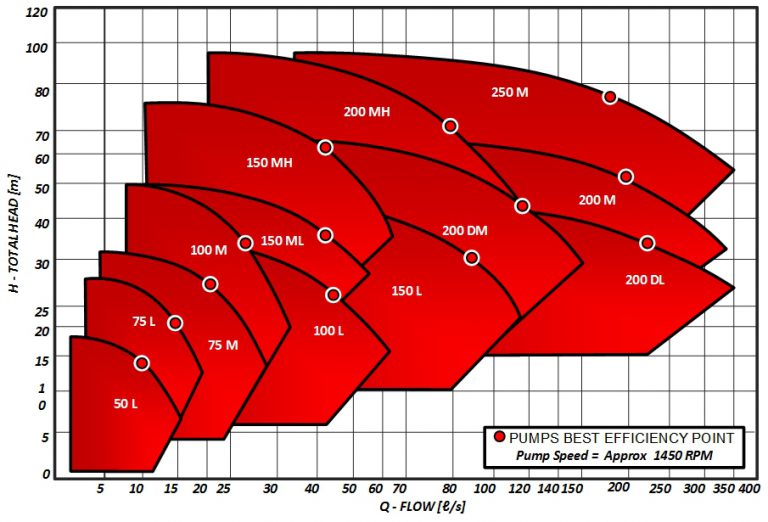 120
100
80
70
60
50
40
30
25
20
15
1
0
5
0
H - TOTAL HEAD [m]
250 M
200 MH
150 MH
200 M
200 DM
150 ML
100 M
200 DL
150 L
75 L
100 L
75 M
50 L
PUMPS BEST EFFICIENCY POINT
Pump Speed = Approx 1450 RPM
5 10 15 20 25 30 40 50 60 70 80 100 120 140 150 200 250 300 350 400
Q - FLOW [ℓ/s]